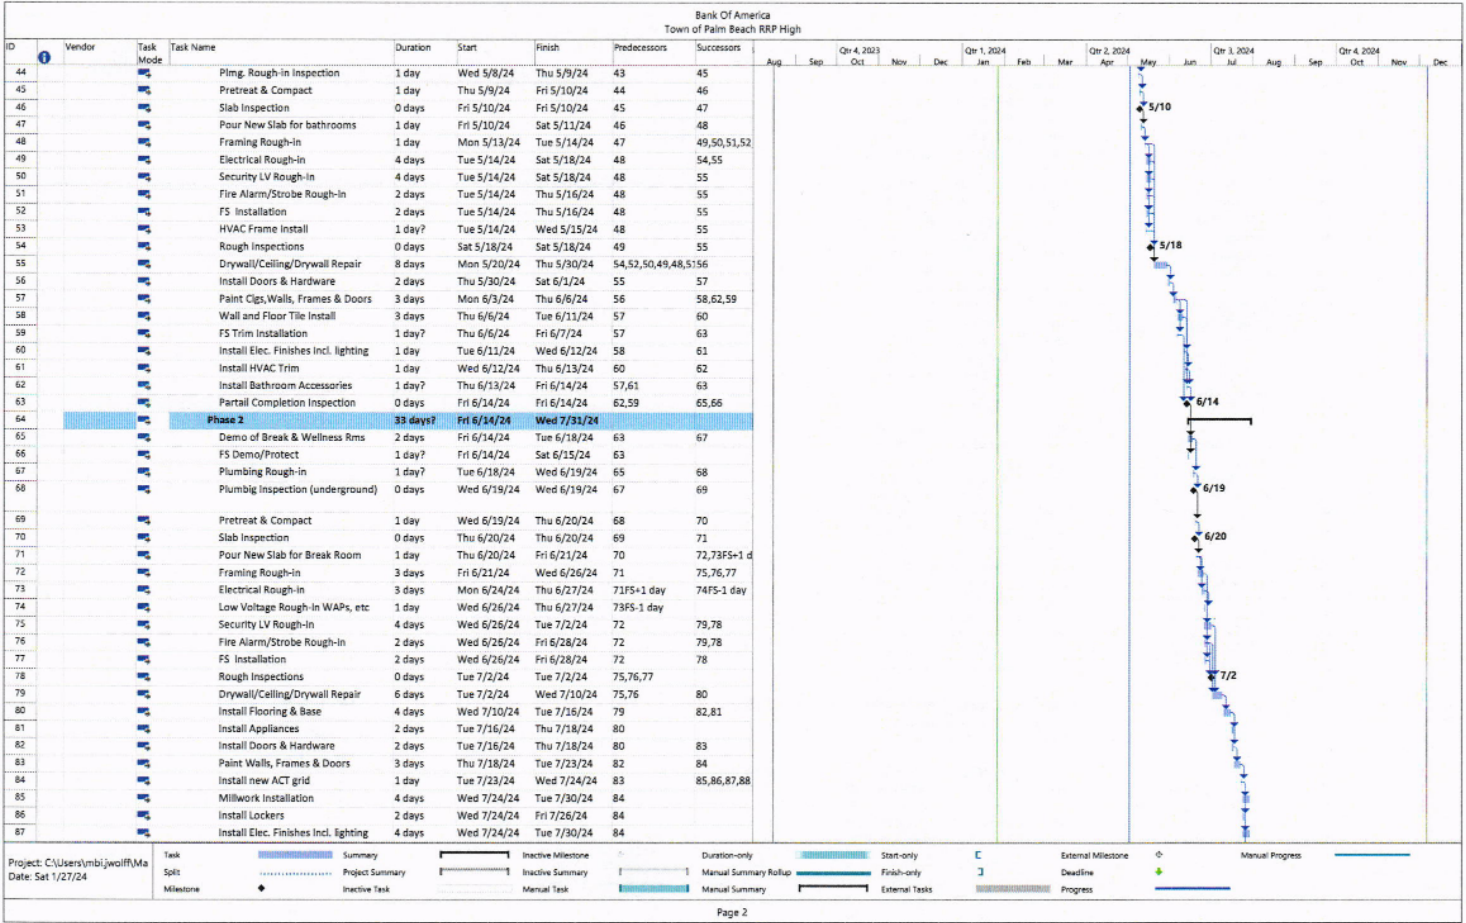 Bank Of America
Town of Palm Beach RRP High
ID Vendor Task Mode Task Name Duration Start Finish Predecessors Successors
Qtr 4, 2023 Qtr 1, 2024 Qtr 2, 2024 Qtr 3, 2024 Qtr 4, 2024
Aug Sep Oct Nov Dec Jan Feb Mar Apr May Jun Jul Aug Sep Oct Nov Dec
44 Plmg. Rough-in Inspection 1 day Wed 5/8/24 Thu 5/9/24 43 45
45 Pretreat & Compact 1 day Thu 5/9/24 Fri 5/10/24 44 46
46 Slab Inspection 0 days Fri 5/10/24 Fri 5/10/24 45 47 5/10
47 Pour New Slab for bathrooms 1 day Fri 5/10/24 Sat 5/11/24 46 48
48 Framing Rough-in 1 day Mon 5/13/24 Tue 5/14/24 47 49,50,51,52
49 Electrical Rough-in 4 days Tue 5/14/24 Sat 5/18/24 48 54,55
50 Security LV Rough-In 4 days Tue 5/14/24 Sat 5/18/24 48 55
51 Fire Alarm/Strobe Rough-In 2 days Tue 5/14/24 Thu 5/16/24 48 55
52 FS Installation 2 days Tue 5/14/24 Thu 5/16/24 48 55
53 HVAC Frame Install 1 day? Tue 5/14/24 Wed 5/15/24 48 55
54 Rough Inspections 0 days Sat 5/18/24 Sat 5/18/24 49 55 5/18
55 Drywall/Ceiling/Drywall Repair 8 days Mon 5/20/24 Thu 5/30/24 54,52,50,49,48,5156
56 Install Doors & Hardware 2 days Thu 5/30/24 Sat 6/1/24 55 57
57 Paint Clgs,Walls, Frames & Doors 3 days Mon 6/3/24 Thu 6/6/24 56 58,62,59
58 Wall and Floor Tile Install 3 days Thu 6/6/24 Tue 6/11/24 57 60
59 FS Trim Installation 1 day? Thu 6/6/24 Fri 6/7/24 57 63
60 Install Elec. Finishes Incl. lighting 1 day Tue 6/11/24 Wed 6/12/24 58 61
61 Install HVAC Trim 1 day Wed 6/12/24 Thu 6/13/24 60 62
62 Install Bathroom Accessories 1 day? Thu 6/13/24 Fri 6/14/24 57,61 63
63 Partail Completion Inspection 0 days Fri 6/14/24 Fri 6/14/24 62,59 65,66 6/14
64 Phase 2 33 days? Fri 6/14/24 Wed 7/31/24
65 Demo of Break & Wellness Rms 2 days Fri 6/14/24 Tue 6/18/24 63 67
66 FS Demo/Protect 1 day? Fri 6/14/24 Sat 6/15/24 63
67 Plumbing Rough-in 1 day? Tue 6/18/24 Wed 6/19/24 65 68
68 Plumbig Inspection (underground) 0 days Wed 6/19/24 Wed 6/19/24 67 69 6/19
69 Pretreat & Compact 1 day Wed 6/19/24 Thu 6/20/24 68 70
70 Slab Inspection 0 days Thu 6/20/24 Thu 6/20/24 69 71 6/20
71 Pour New Slab for Break Room 1 day Thu 6/20/24 Fri 6/21/24 70 72,73FS+1 d
72 Framing Rough-in 3 days Fri 6/21/24 Wed 6/26/24 71 75,76,77
73 Electrical Rough-in 3 days Mon 6/24/24 Thu 6/27/24 71FS+1 day 74FS-1 day
74 Low Voltage Rough-In WAPs, etc 1 day Wed 6/26/24 Thu 6/27/24 73FS-1 day
75 Security LV Rough-in 4 days Wed 6/26/24 Tue 7/2/24 72 79,78
76 Fire Alarm/Strobe Rough-in 2 days Wed 6/26/24 Fri 6/28/24 72 79,78
77 FS Installation 2 days Wed 6/26/24 Fri 6/28/24 72 78
78 Rough Inspections 0 days Tue 7/2/24 Tue 7/2/24 75,76,77 7/2
79 Drywall/Ceiling/Drywall Repair 6 days Tue 7/2/24 Wed 7/10/24 75,76 80
80 Install Flooring & Base 4 days Wed 7/10/24 Tue 7/16/24 79 82,81
81 Install Appliances 2 days Tue 7/16/24 Thu 7/18/24 80
82 Install Doors & Hardware 2 days Tue 7/16/24 Thu 7/18/24 80 83
83 Paint Walls, Frames & Doors 3 days Thu 7/18/24 Tue 7/23/24 82 84
84 Install new ACT grid 1 day Tue 7/23/24 Wed 7/24/24 83 85,86,87,88
85 Millwork Installation 4 days Wed 7/24/24 Tue 7/30/24 84
86 Install Lockers 2 days Wed 7/24/24 Fri 7/26/24 84
87 Install Elec. Finishes Incl. lighting 4 days Wed 7/24/24 Tue 7/30/24 84
Project: C:\Users\mbi.jwolff\Ma
Date: Sat 1/27/24
Task Summary Inactive Milestone Duration-only Start-only External Milestone Manual Progress
Split Project Summary Inactive Summary Manual Summary Rollup Finish-only Deadline
Milestone Inactive Task Manual Task Manual Summary External Tasks Progress
Page 2